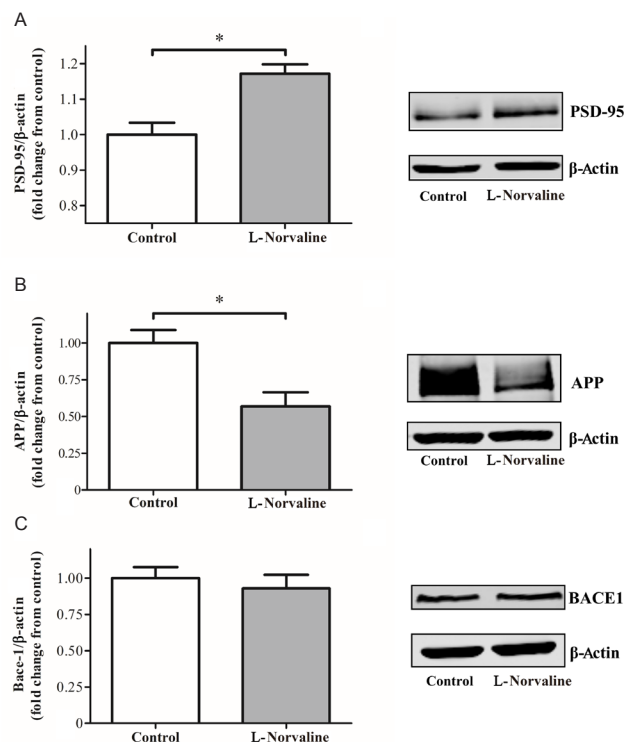 A
PSD-95/β-actin
(fold change from control)
1.2
1.1
1.0
0.9
0.8
*
Control
L-Norvaline
PSD-95
β-Actin
Control
L-Norvaline
B
APP/β-actin
(fold change from control)
1.00
0.75
0.50
0.25
0
*
Control
L-Norvaline
APP
β-Actin
Control
L-Norvaline
C
Bace-1/β-actin
(fold change from control)
1.00
0.75
0.50
0.25
0
Control
L-Norvaline
BACE1
β-Actin
Control
L-Norvaline